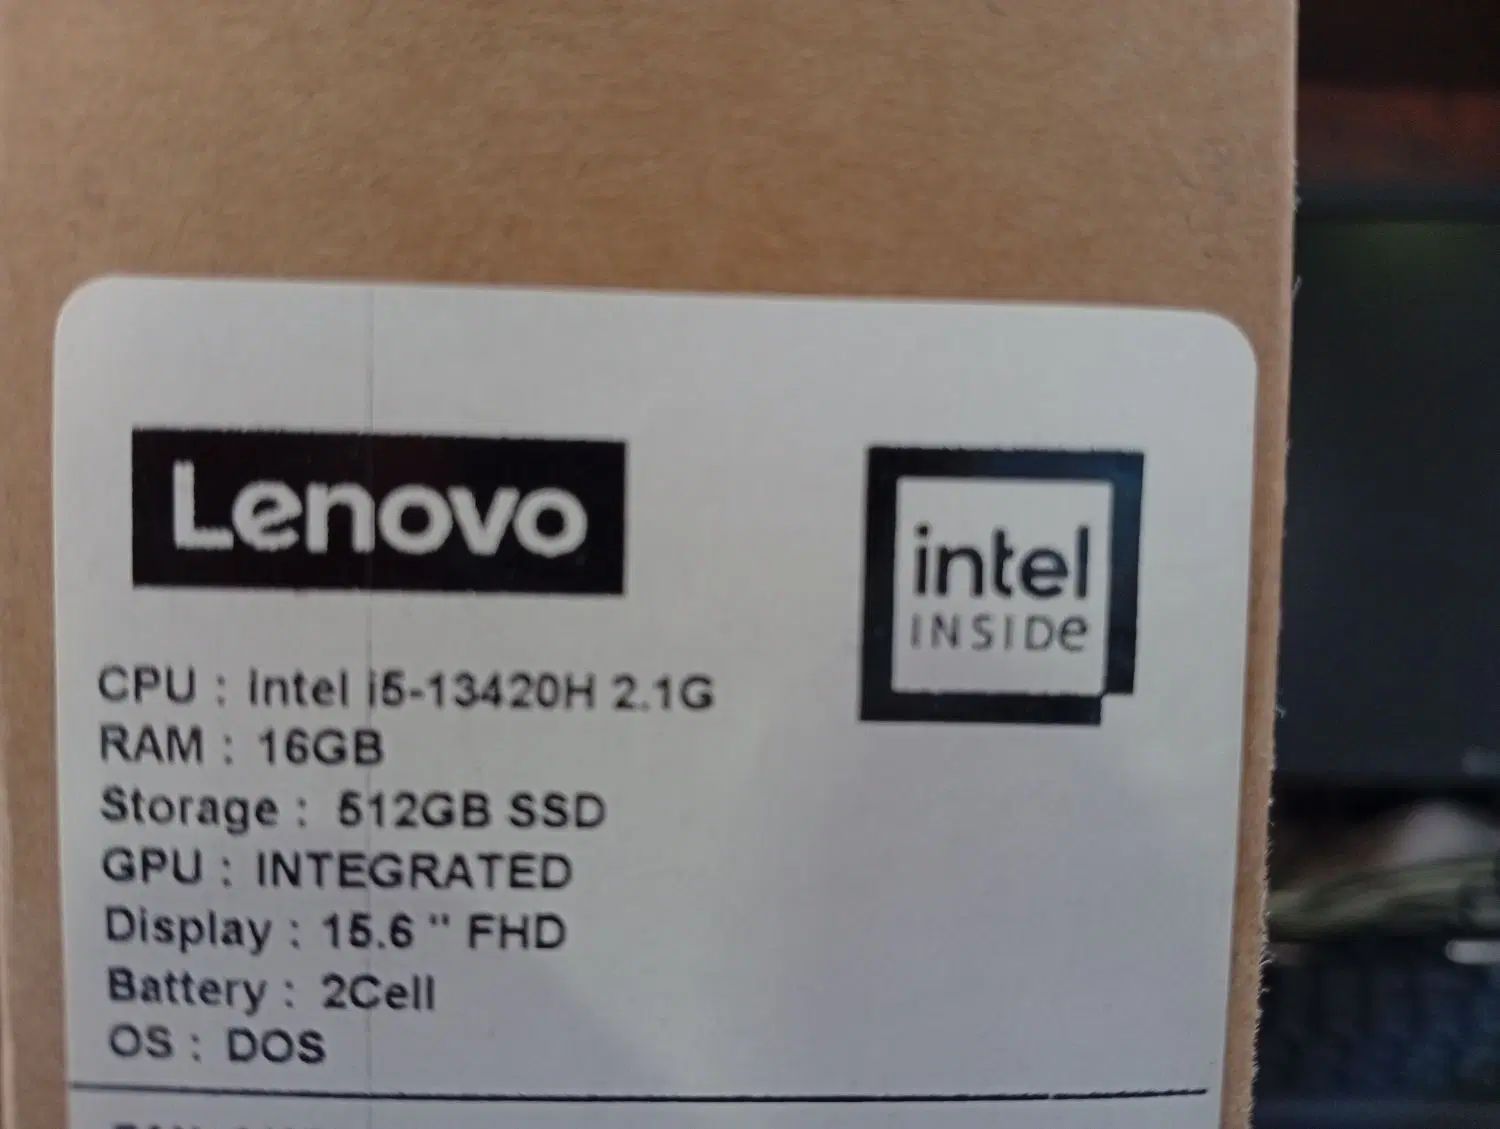 Lenovo
intel
INSIDe
CPU : Intel i5-13420H 2.1G
RAM : 16GB
Storage : 512GB SSD
GPU : INTEGRATED
Display : 15.6 " FHD
Battery : 2Cell
OS : DOS